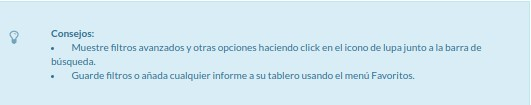 Consejos:
• Muestre filtros avanzados y otras opciones haciendo click en el icono de lupa junto a la barra de
búsqueda.
• Guarde filtros o añada cualquier informe a su tablero usando el menú Favoritos.